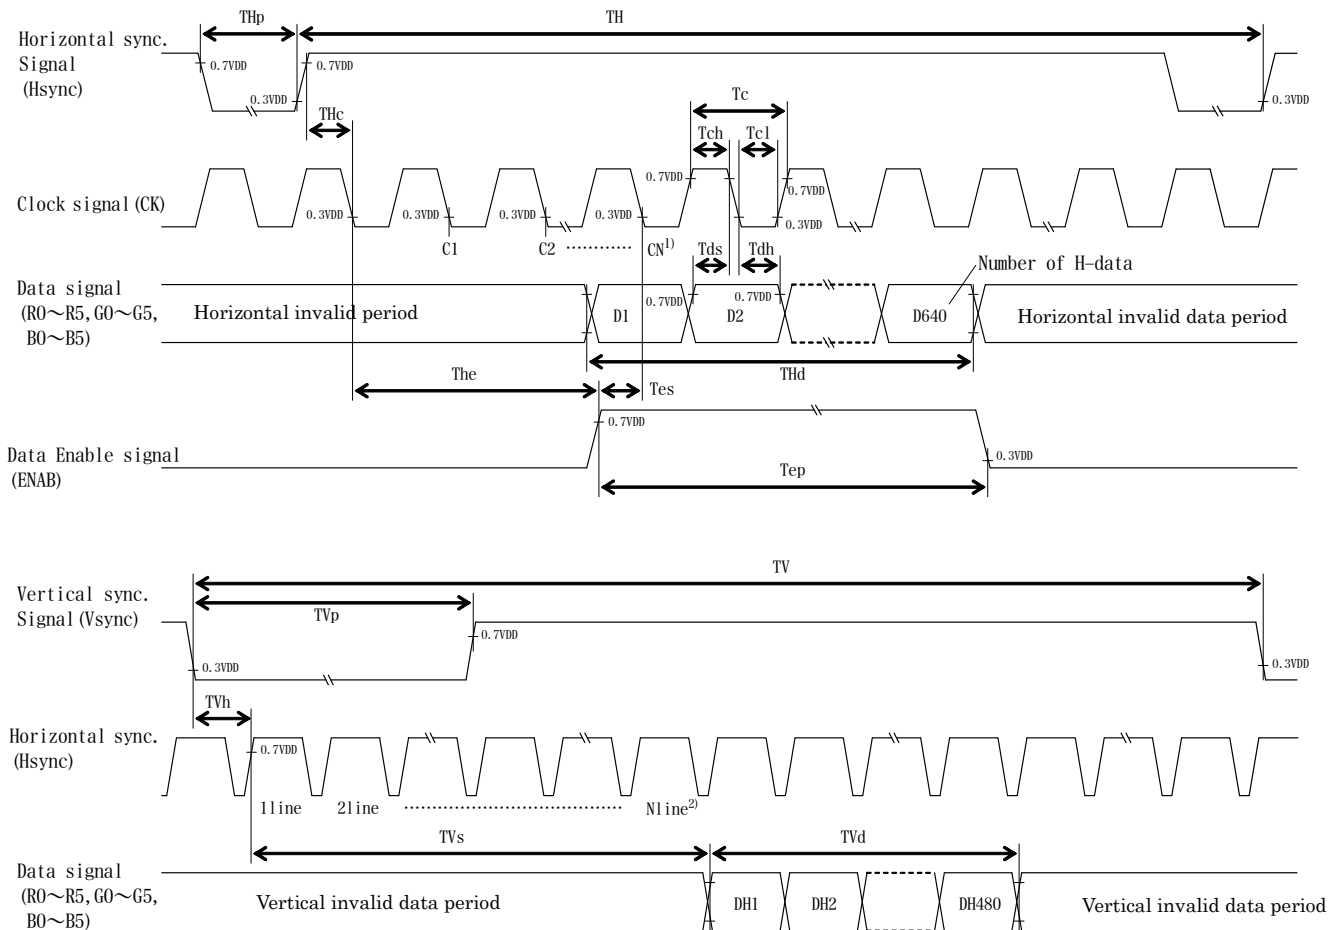 THp
TH
Horizontal sync.
Signal
(Hsync)
0.7VDD
0.7VDD
0.3VDD
0.3VDD
THc
Tc
Tch
Tcl
Clock signal(CK)
0.3VDD
0.3VDD
0.3VDD
0.3VDD
0.7VDD
0.7VDD
0.3VDD
C1
C2
············
CN1)
Tds
Tdh
Number of H-data
Data signal
(R0～R5,G0～G5,
B0～B5)
Horizontal invalid period
D1
0.7VDD
D2
0.7VDD
D640
Horizontal invalid data period
The
Tes
THd
0.7VDD
Data Enable signal
(ENAB)
0.3VDD
Tep
TV
Vertical sync.
Signal(Vsync)
TVp
0.7VDD
0.3VDD
0.3VDD
TVh
Horizontal sync.
(Hsync)
0.7VDD
1line
2line
········································
Nline2)
TVs
TVd
Data signal
(R0～R5,G0～G5,
B0～B5)
Vertical invalid data period
DH1
DH2
DH480
Vertical invalid data period